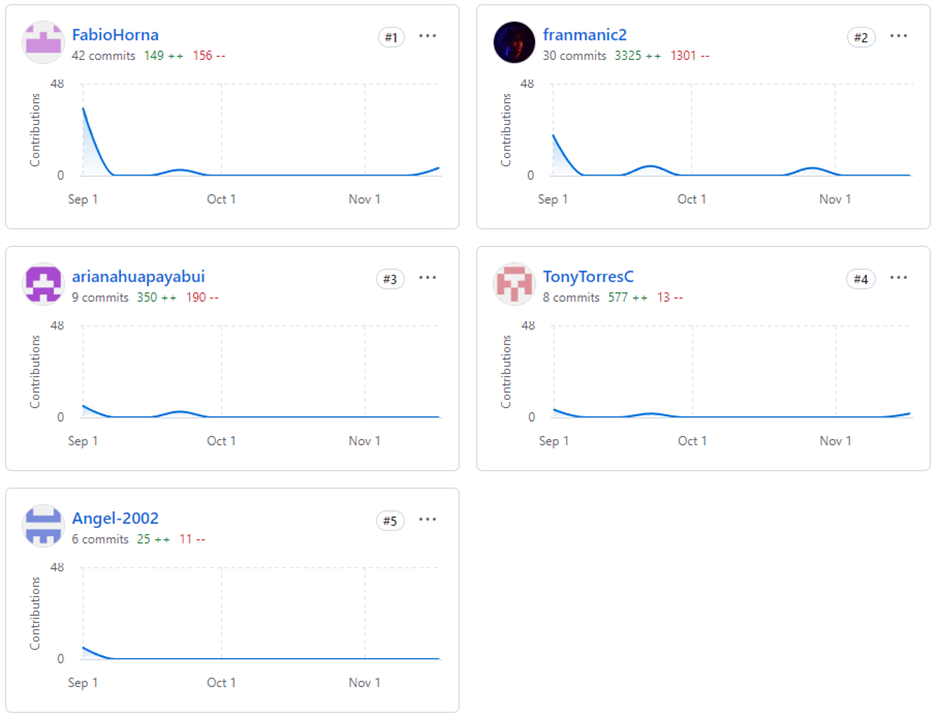 FabioHorna #1 ···
42 commits 149 ++ 156 --
48
Contributions
0
Sep 1 Oct 1 Nov 1
franmanic2 #2 ···
30 commits 3325 ++ 1301 --
48
Contributions
0
Sep 1 Oct 1 Nov 1
arianahuapayabui #3 ···
9 commits 350 ++ 190 --
48
Contributions
0
Sep 1 Oct 1 Nov 1
TonyTorresC #4 ···
8 commits 577 ++ 13 --
48
Contributions
0
Sep 1 Oct 1 Nov 1
Angel-2002 #5 ···
6 commits 25 ++ 11 --
48
Contributions
0
Sep 1 Oct 1 Nov 1